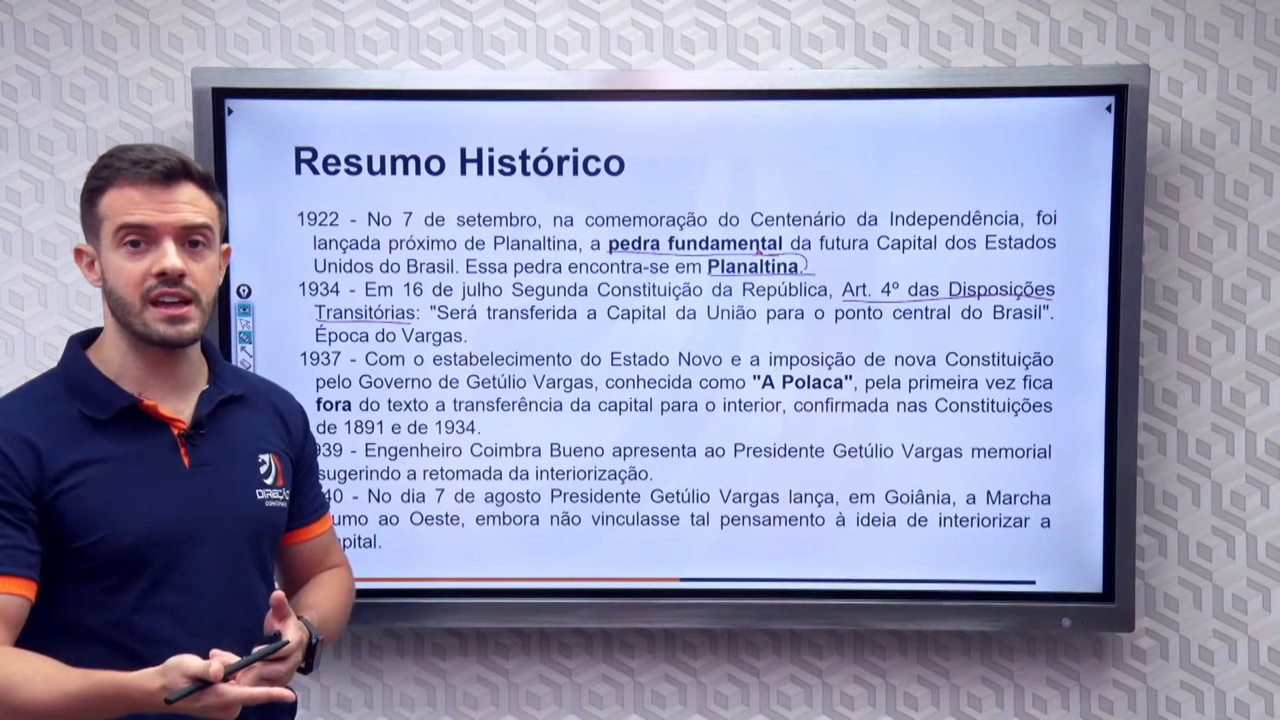 Resumo Histórico
1922 - No 7 de setembro, na comemoração do Centenário da Independência, foi
lançada próximo de Planaltina, a pedra fundamental da futura Capital dos Estados
Unidos do Brasil. Essa pedra encontra-se em Planaltina.
1934 - Em 16 de julho Segunda Constituição da República, Art. 4º das Disposições
Transitórias: "Será transferida a Capital da União para o ponto central do Brasil".
Época do Vargas.
1937 - Com o estabelecimento do Estado Novo e a imposição de nova Constituição
pelo Governo de Getúlio Vargas, conhecida como "A Polaca", pela primeira vez fica
fora do texto a transferência da capital para o interior, confirmada nas Constituições
de 1891 e de 1934.
939 - Engenheiro Coimbra Bueno apresenta ao Presidente Getúlio Vargas memorial
sugerindo a retomada da interiorização.
40 - No dia 7 de agosto Presidente Getúlio Vargas lança, em Goiânia, a Marcha
umo ao Oeste, embora não vinculasse tal pensamento à ideia de interiorizar a
pital.
DIREÇÃO
CONCURSOS